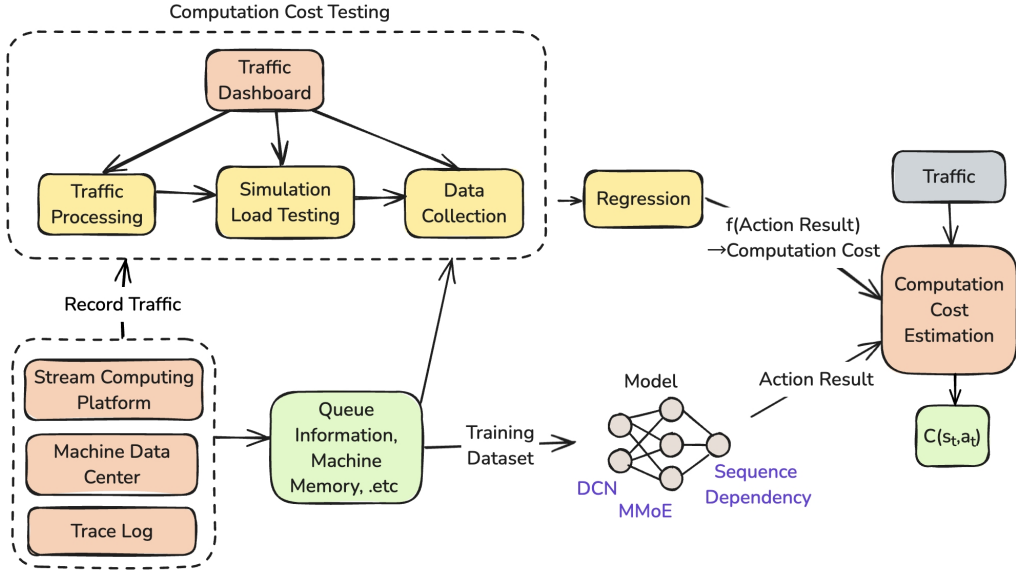 Computation Cost Testing
Traffic
Dashboard
Traffic
Processing
Simulation
Load Testing
Data
Collection
Regression
f(Action Result)
→Computation Cost
Traffic
Computation
Cost
Estimation
C(sₜ,aₜ)
Record Traffic
Stream Computing
Platform
Machine Data
Center
Trace Log
Queue
Information,
Machine
Memory, .etc
Training
Dataset
Model
DCN
MMoE
Sequence
Dependency
Action Result